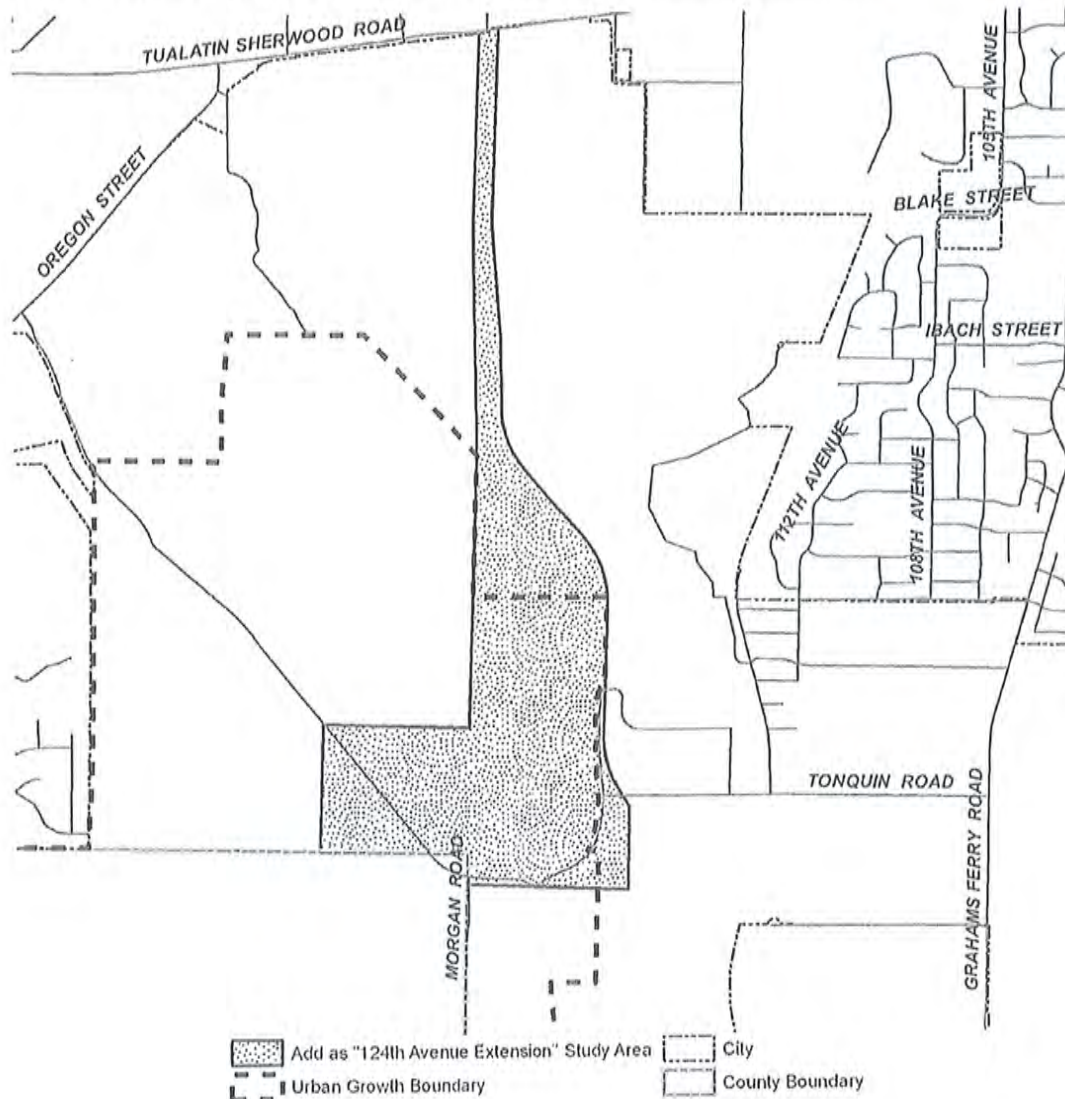 TUALATIN SHERWOOD ROAD
105TH AVENUE
OREGON STREET
BLAKE STREET
IBACH STREET
112TH AVENUE
108TH AVENUE
TONQUIN ROAD
MORGAN ROAD
GRAHAMS FERRY ROAD
Add as "124th Avenue Extension" Study Area
City
Urban Growth Boundary
County Boundary